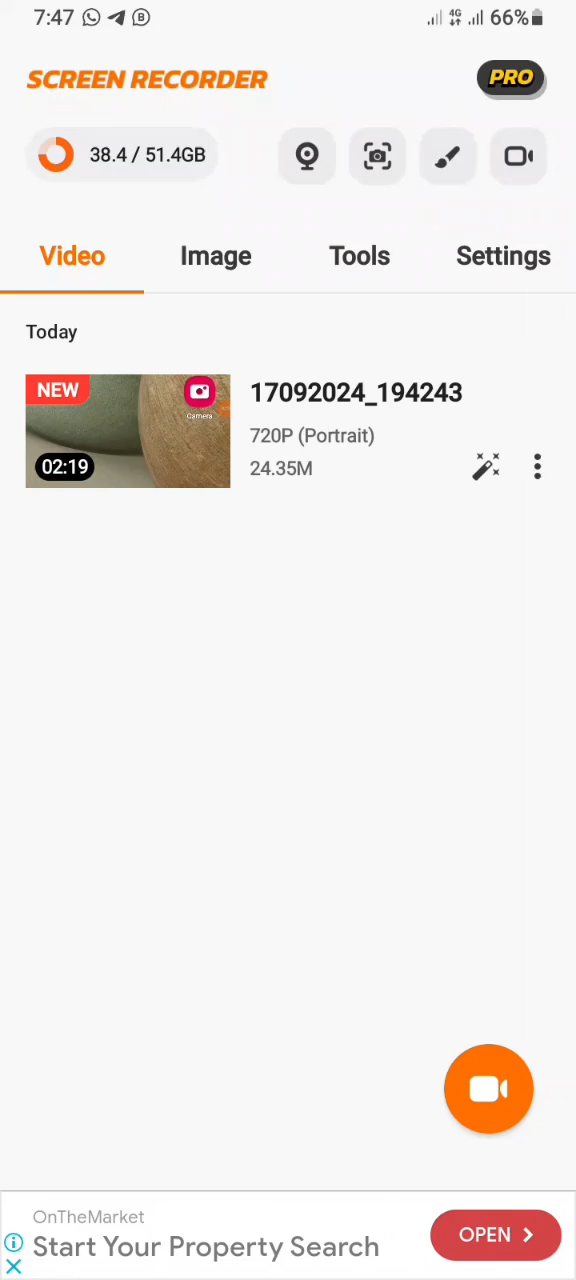 7:47 4G 66%
SCREEN RECORDER PRO
38.4 / 51.4GB
Video Image Tools Settings
Today
NEW
Camera
02:19
17092024_194243
720P (Portrait)
24.35M
OnTheMarket
Start Your Property Search
OPEN